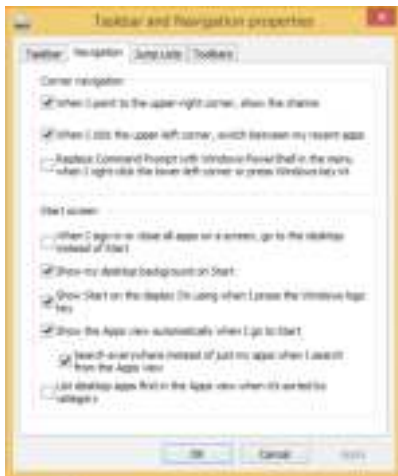 Taskbar and Navigation properties
Taskbar Navigation Jump Lists Toolbars
Corner navigation
When I point to the upper-right corner, show the charms
When I click the upper-left corner, switch between my recent apps
Replace Command Prompt with Windows PowerShell in the menu
when I right-click the lower-left corner or press Windows key+X
Start screen
When I sign in or close all apps on a screen, go to the desktop
instead of Start
Show my desktop background on Start
Show Start on the display I'm using when I press the Windows logo
key
Show the Apps view automatically when I go to Start
Search everywhere instead of just my apps when I search
from the Apps view
List desktop apps first in the Apps view when it's sorted by
category
OK Cancel Apply